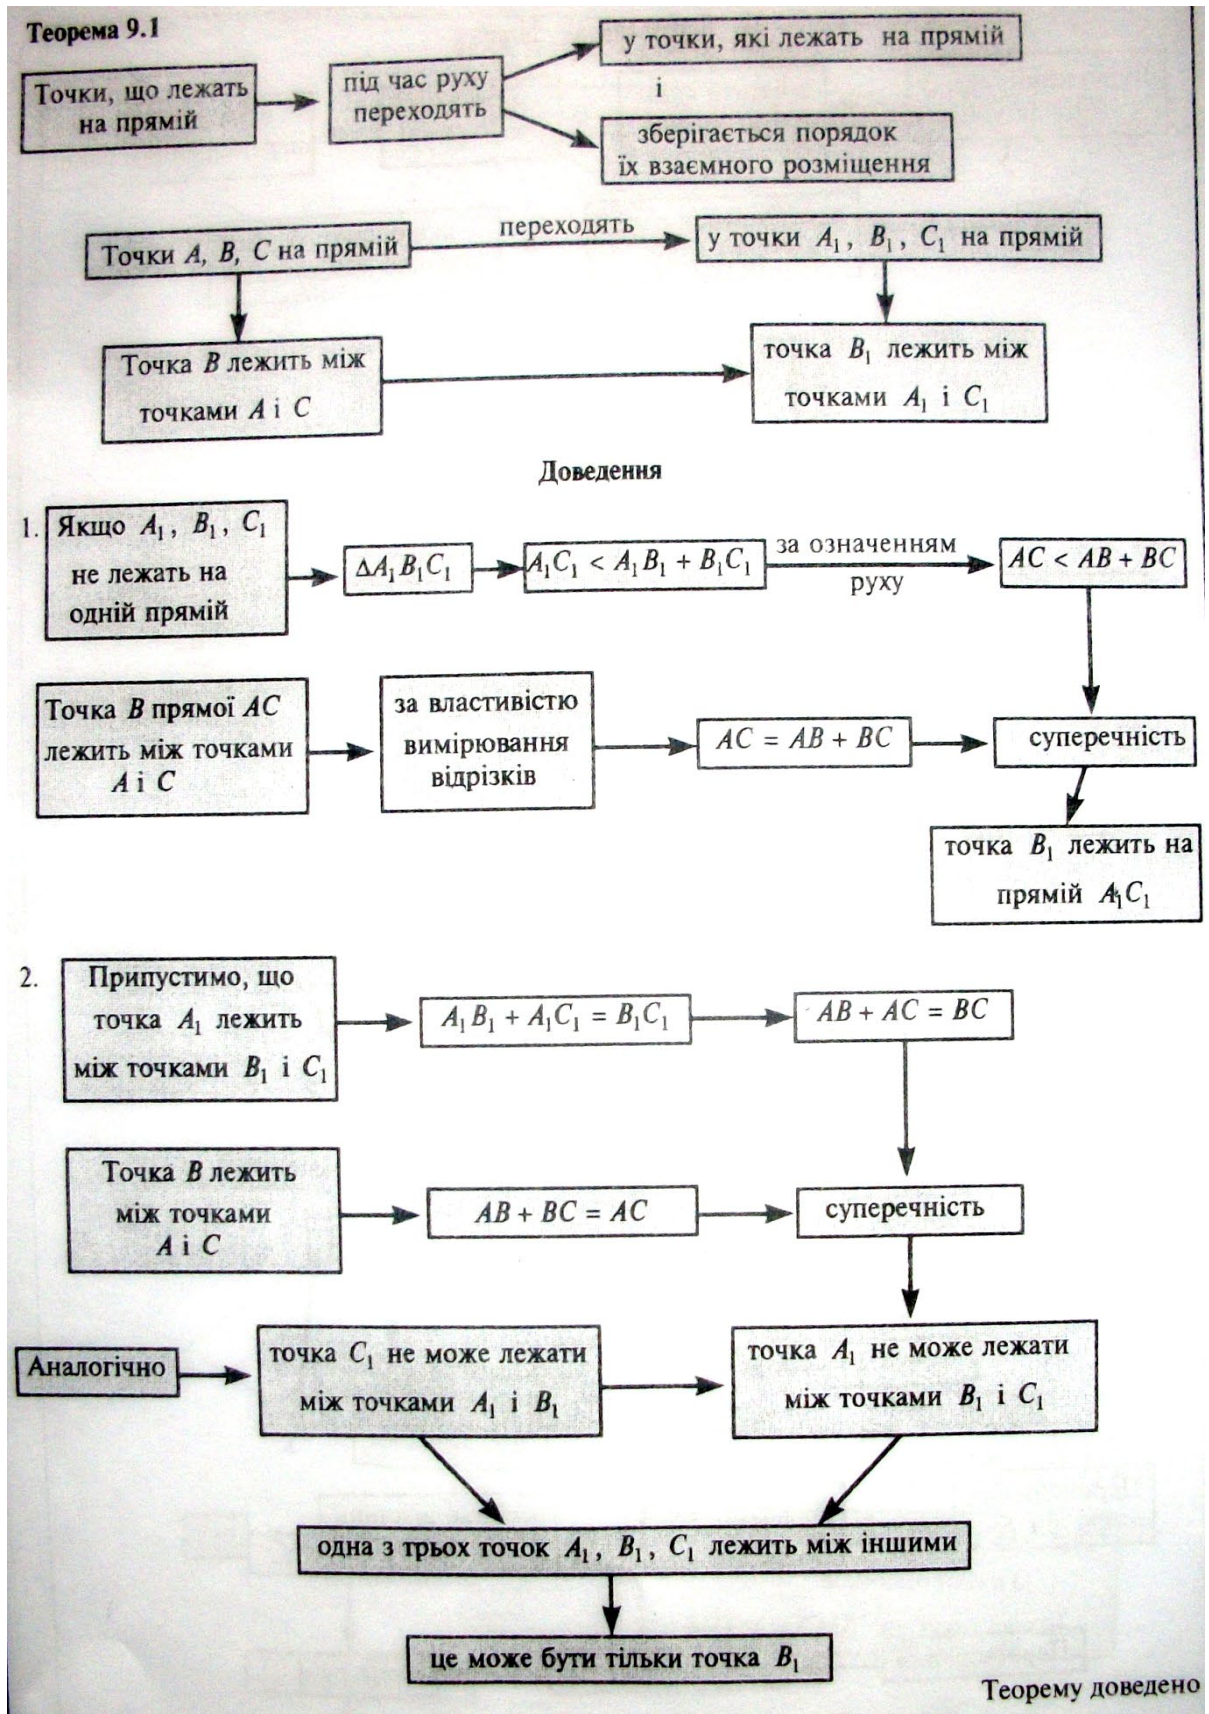 Теорема 9.1
Точки, що лежать
на прямій
під час руху
переходять
у точки, які лежать на прямій
і
зберігається порядок
їх взаємного розміщення
Точки A, B, C на прямій
переходять
у точки A₁, B₁, C₁ на прямій
Точка B лежить між
точками A і C
точка B₁ лежить між
точками A₁ і C₁
Доведення
1.
Якщо A₁, B₁, C₁
не лежать на
одній прямій
ΔA₁B₁C₁
A₁C₁ < A₁B₁ + B₁C₁
за означенням
руху
AC < AB + BC
Точка B прямої AC
лежить між точками
A і C
за властивістю
вимірювання
відрізків
AC = AB + BC
суперечність
точка B₁ лежить на
прямій A₁C₁
2.
Припустимо, що
точка A₁ лежить
між точками B₁ і C₁
A₁B₁ + A₁C₁ = B₁C₁
AB + AC = BC
Точка B лежить
між точками
A і C
AB + BC = AC
суперечність
Аналогічно
точка C₁ не може лежати
між точками A₁ і B₁
точка A₁ не може лежати
між точками B₁ і C₁
одна з трьох точок A₁, B₁, C₁ лежить між іншими
це може бути тільки точка B₁
Теорему доведено